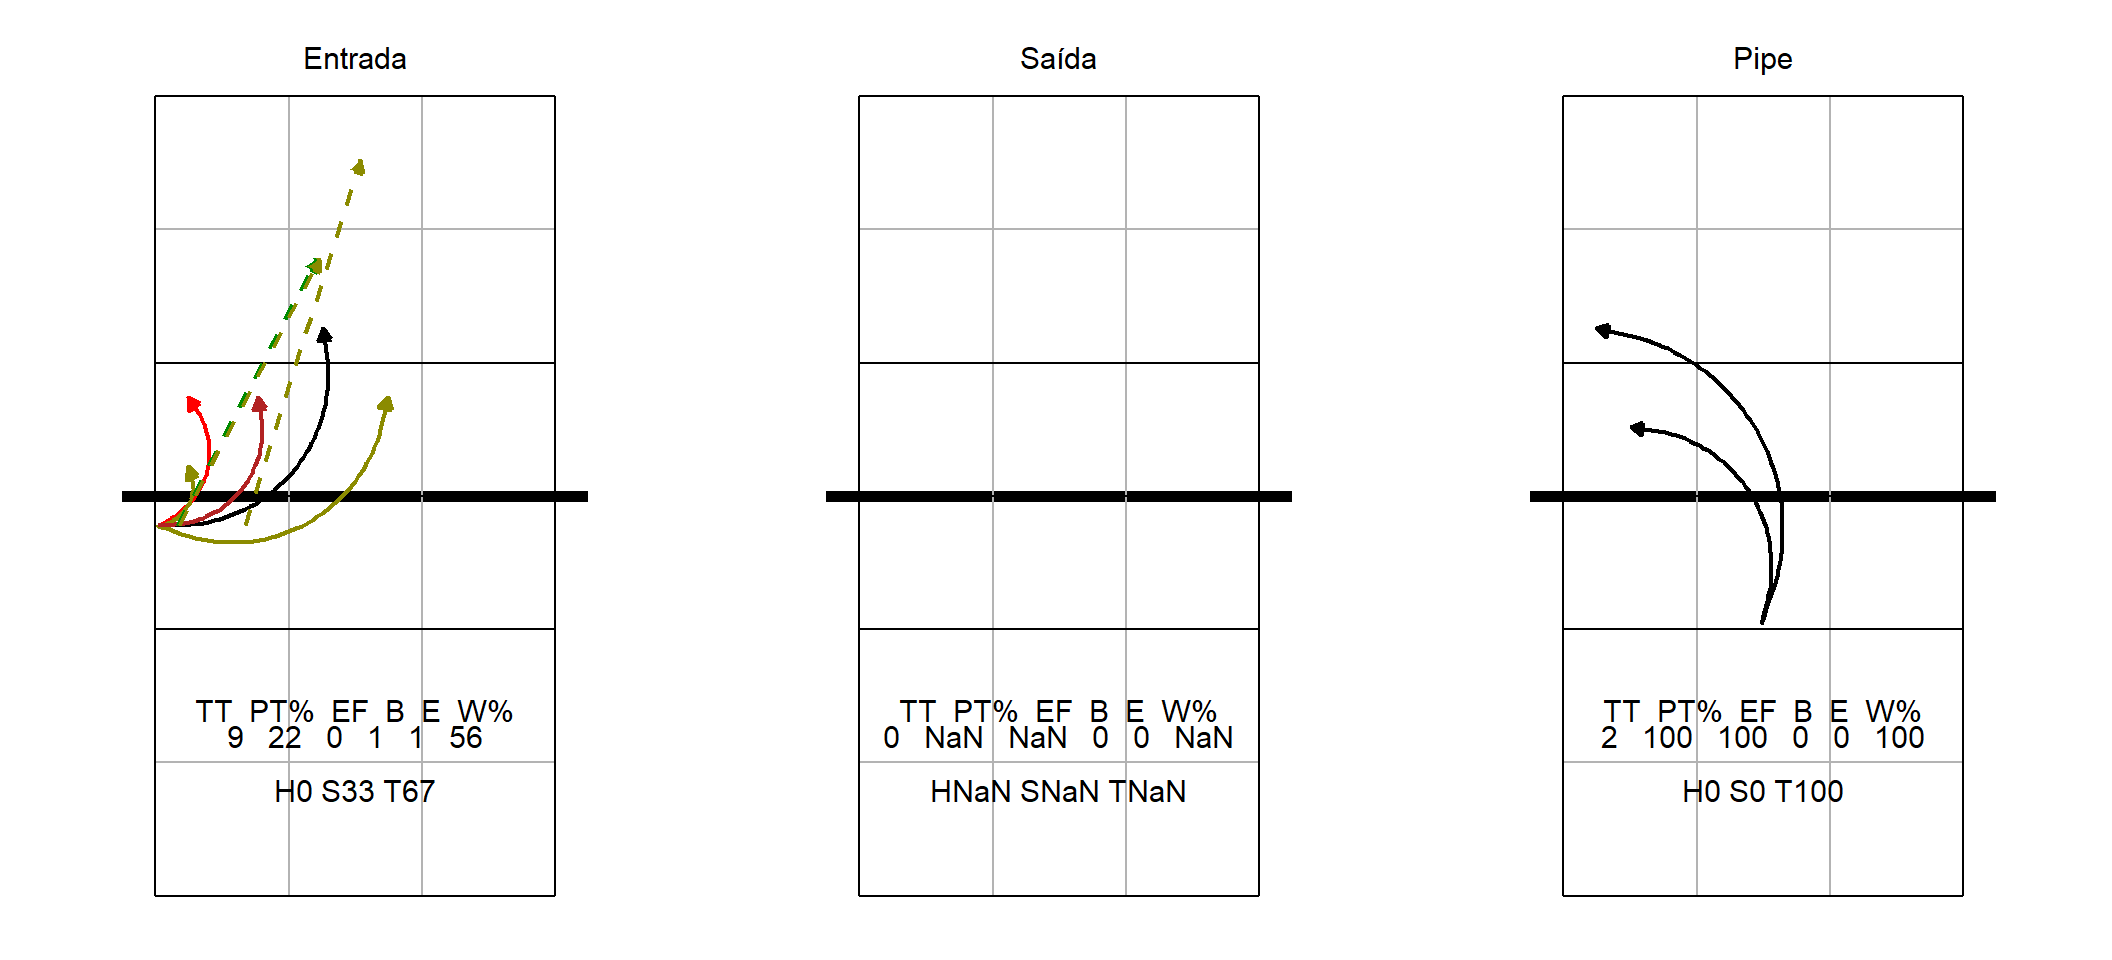 Entrada
TT PT% EF B E W%
9 22 0 1 1 56
H0 S33 T67
Saída
TT PT% EF B E W%
0 NaN NaN 0 0 NaN
HNaN SNaN TNaN
Pipe
TT PT% EF B E W%
2 100 100 0 0 100
H0 S0 T100